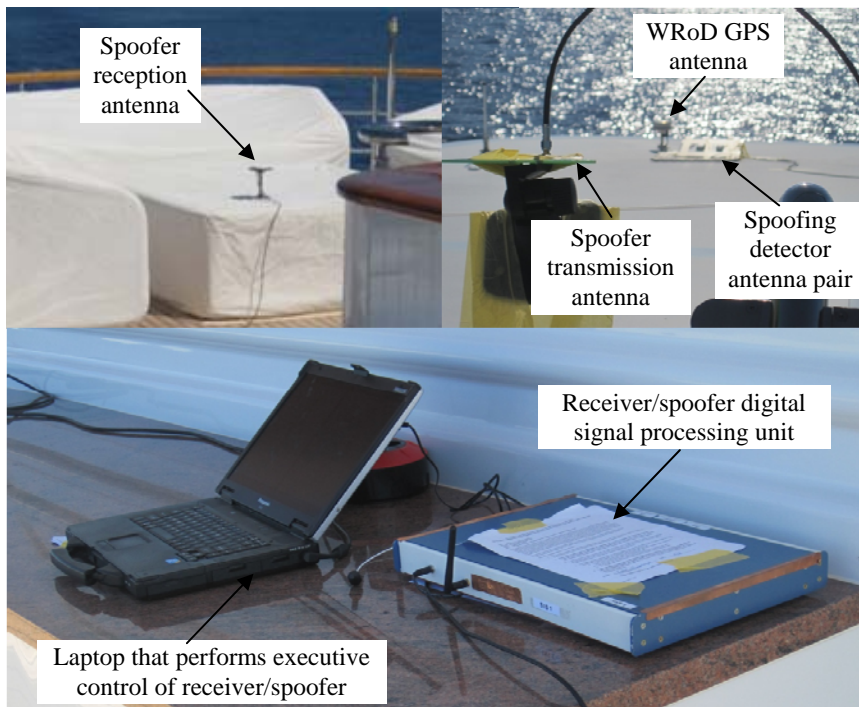 Spoofer
reception
antenna
WRoD GPS
antenna
Spoofer
transmission
antenna
Spoofing
detector
antenna pair
Receiver/spoofer digital
signal processing unit
Laptop that performs executive
control of receiver/spoofer